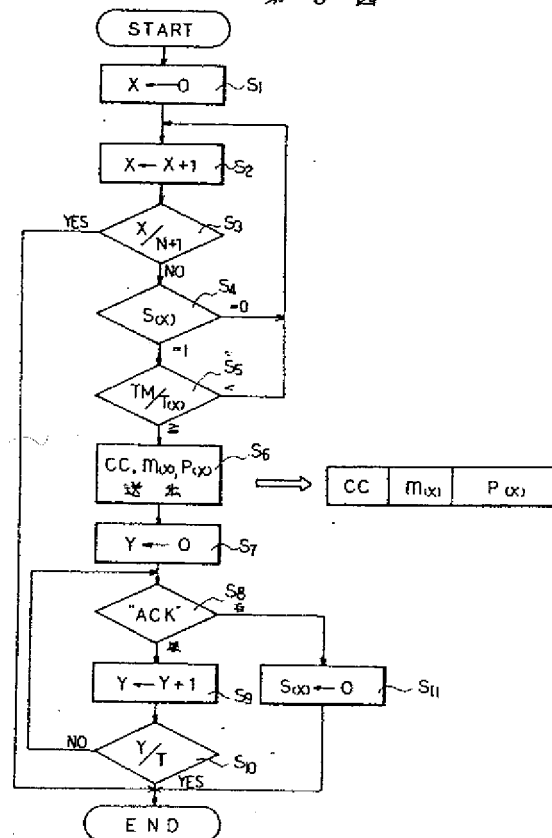 START
X ← 0
S1
X ← X+1
S2
YES
X/N+1
S3
NO
S4
S(X)
=0
=1
S5
TM/T(X)
<
≧
S6
CC, m(x), P(x)
送出
CC
m(x)
P(x)
Y ← 0
S7
S8
"ACK"
Y ← Y+1
S9
S(X) ← 0
S11
NO
Y/T
S10
YES
END